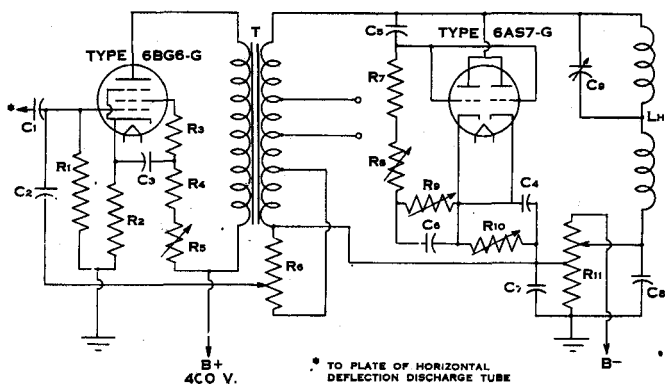 TYPE 6BG6-G
T
C5
TYPE 6AS7-G
R7
C9
LH
*
C1
R3
R8
C2
R1
C3
R4
R9
C4
R2
R5
C6
R10
R6
R11
C7
C8
B+
400 V.
B-
* TO PLATE OF HORIZONTAL
DEFLECTION DISCHARGE TUBE